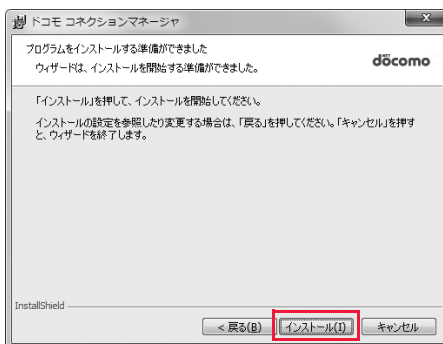 ドコモ コネクションマネージャ
x
プログラムをインストールする準備ができました
ウィザードは、インストールを開始する準備ができました。
döcomo
「インストール」を押して、インストールを開始してください。
インストールの設定を参照したり変更する場合は、「戻る」を押してください。「キャンセル」を押す
と、ウィザードを終了します。
InstallShield
< 戻る(B)
インストール(I)
キャンセル